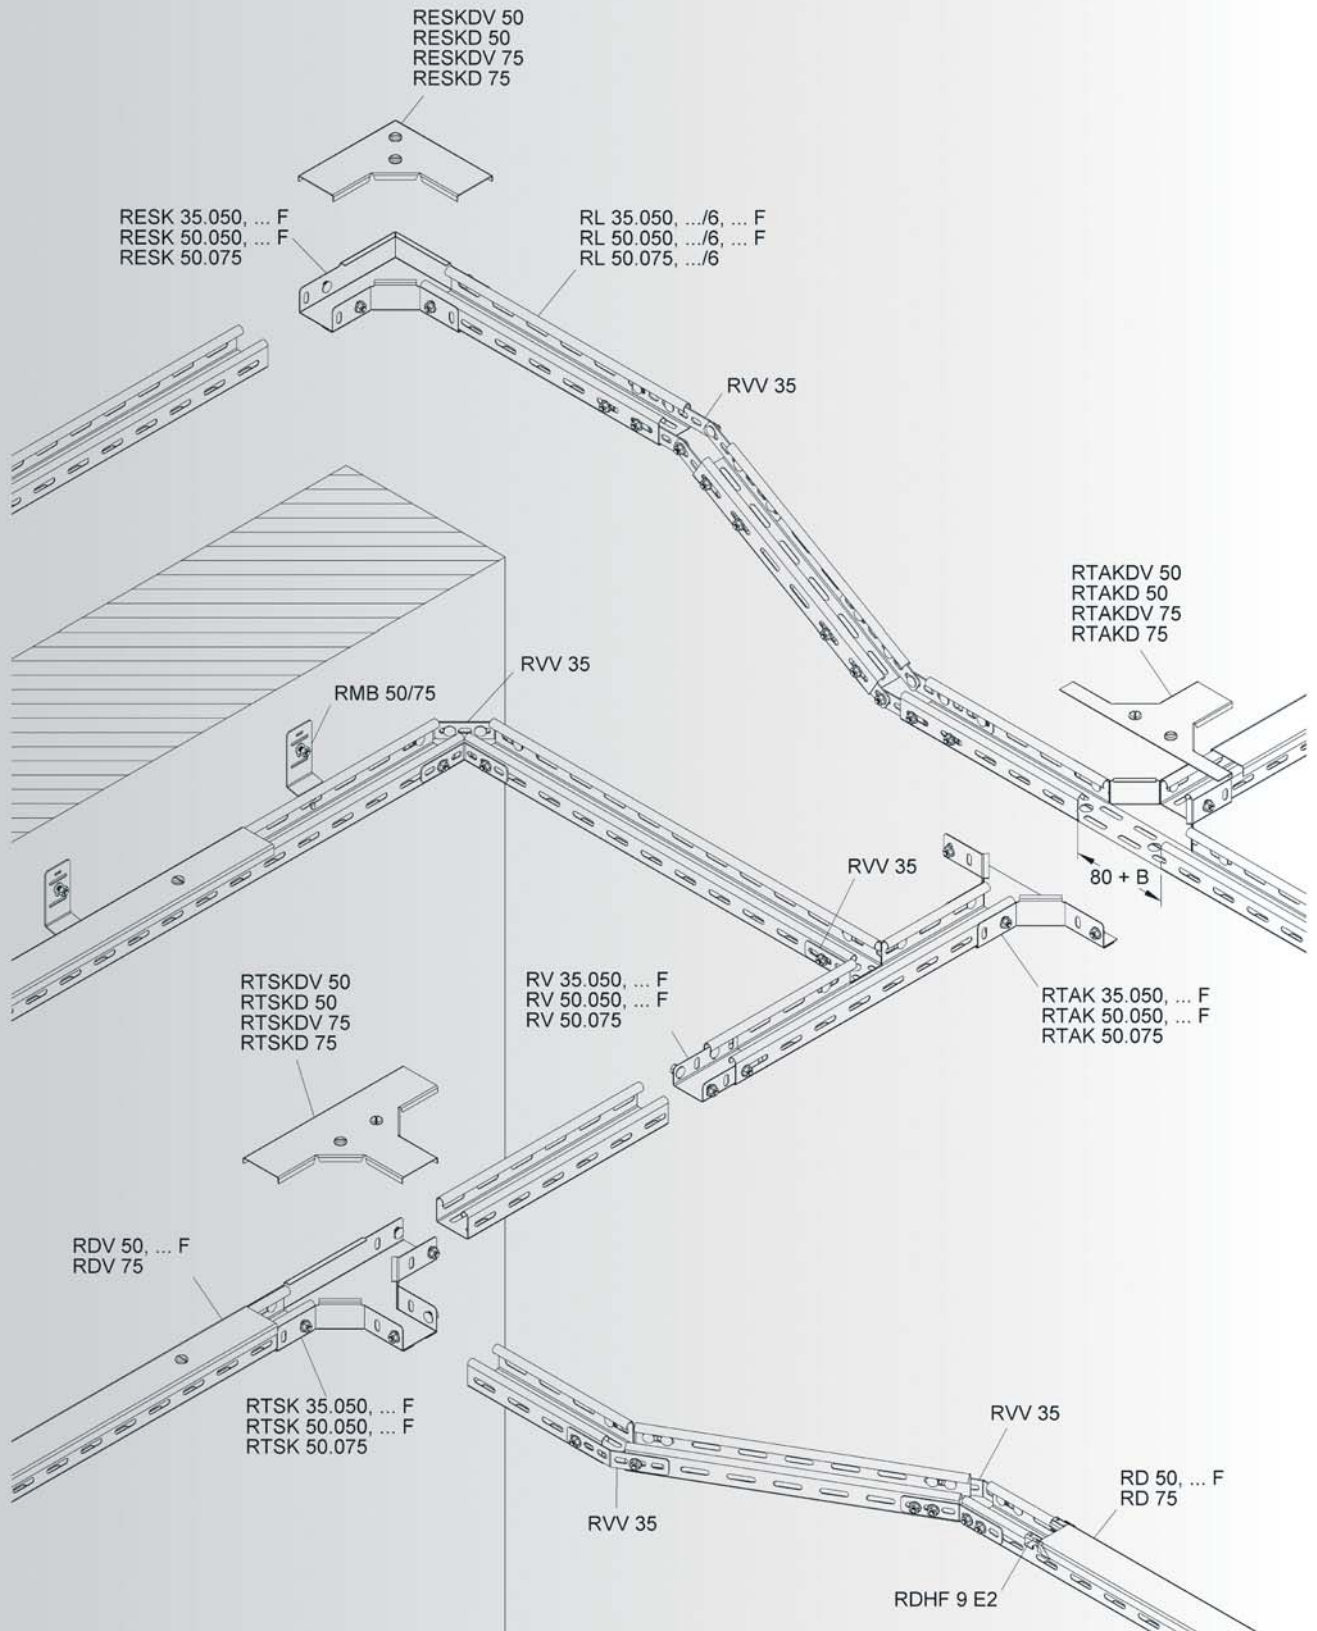 RESKDV 50
RESKD 50
RESKDV 75
RESKD 75
RESK 35.050, ... F
RESK 50.050, ... F
RESK 50.075
RL 35.050, .../6, ... F
RL 50.050, .../6, ... F
RL 50.075, .../6
RVV 35
RTAKDV 50
RTAKD 50
RTAKDV 75
RTAKD 75
RVV 35
RMB 50/75
RVV 35
80 + B
RTSKDV 50
RTSKD 50
RTSKDV 75
RTSKD 75
RV 35.050, ... F
RV 50.050, ... F
RV 50.075
RTAK 35.050, ... F
RTAK 50.050, ... F
RTAK 50.075
RDV 50, ... F
RDV 75
RTSK 35.050, ... F
RTSK 50.050, ... F
RTSK 50.075
RVV 35
RD 50, ... F
RD 75
RVV 35
RDHF 9 E2